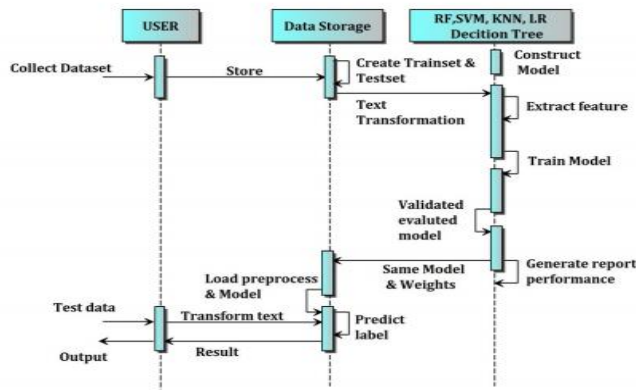 USER
Data Storage
RF,SVM, KNN, LR
Decition Tree
Collect Dataset
Store
Create Trainset &
Testset
Construct
Model
Text
Transformation
Extract feature
Train Model
Validated
evaluted
model
Same Model
& Weights
Generate report
performance
Load preprocess
& Model
Test data
Transform text
Predict
label
Output
Result